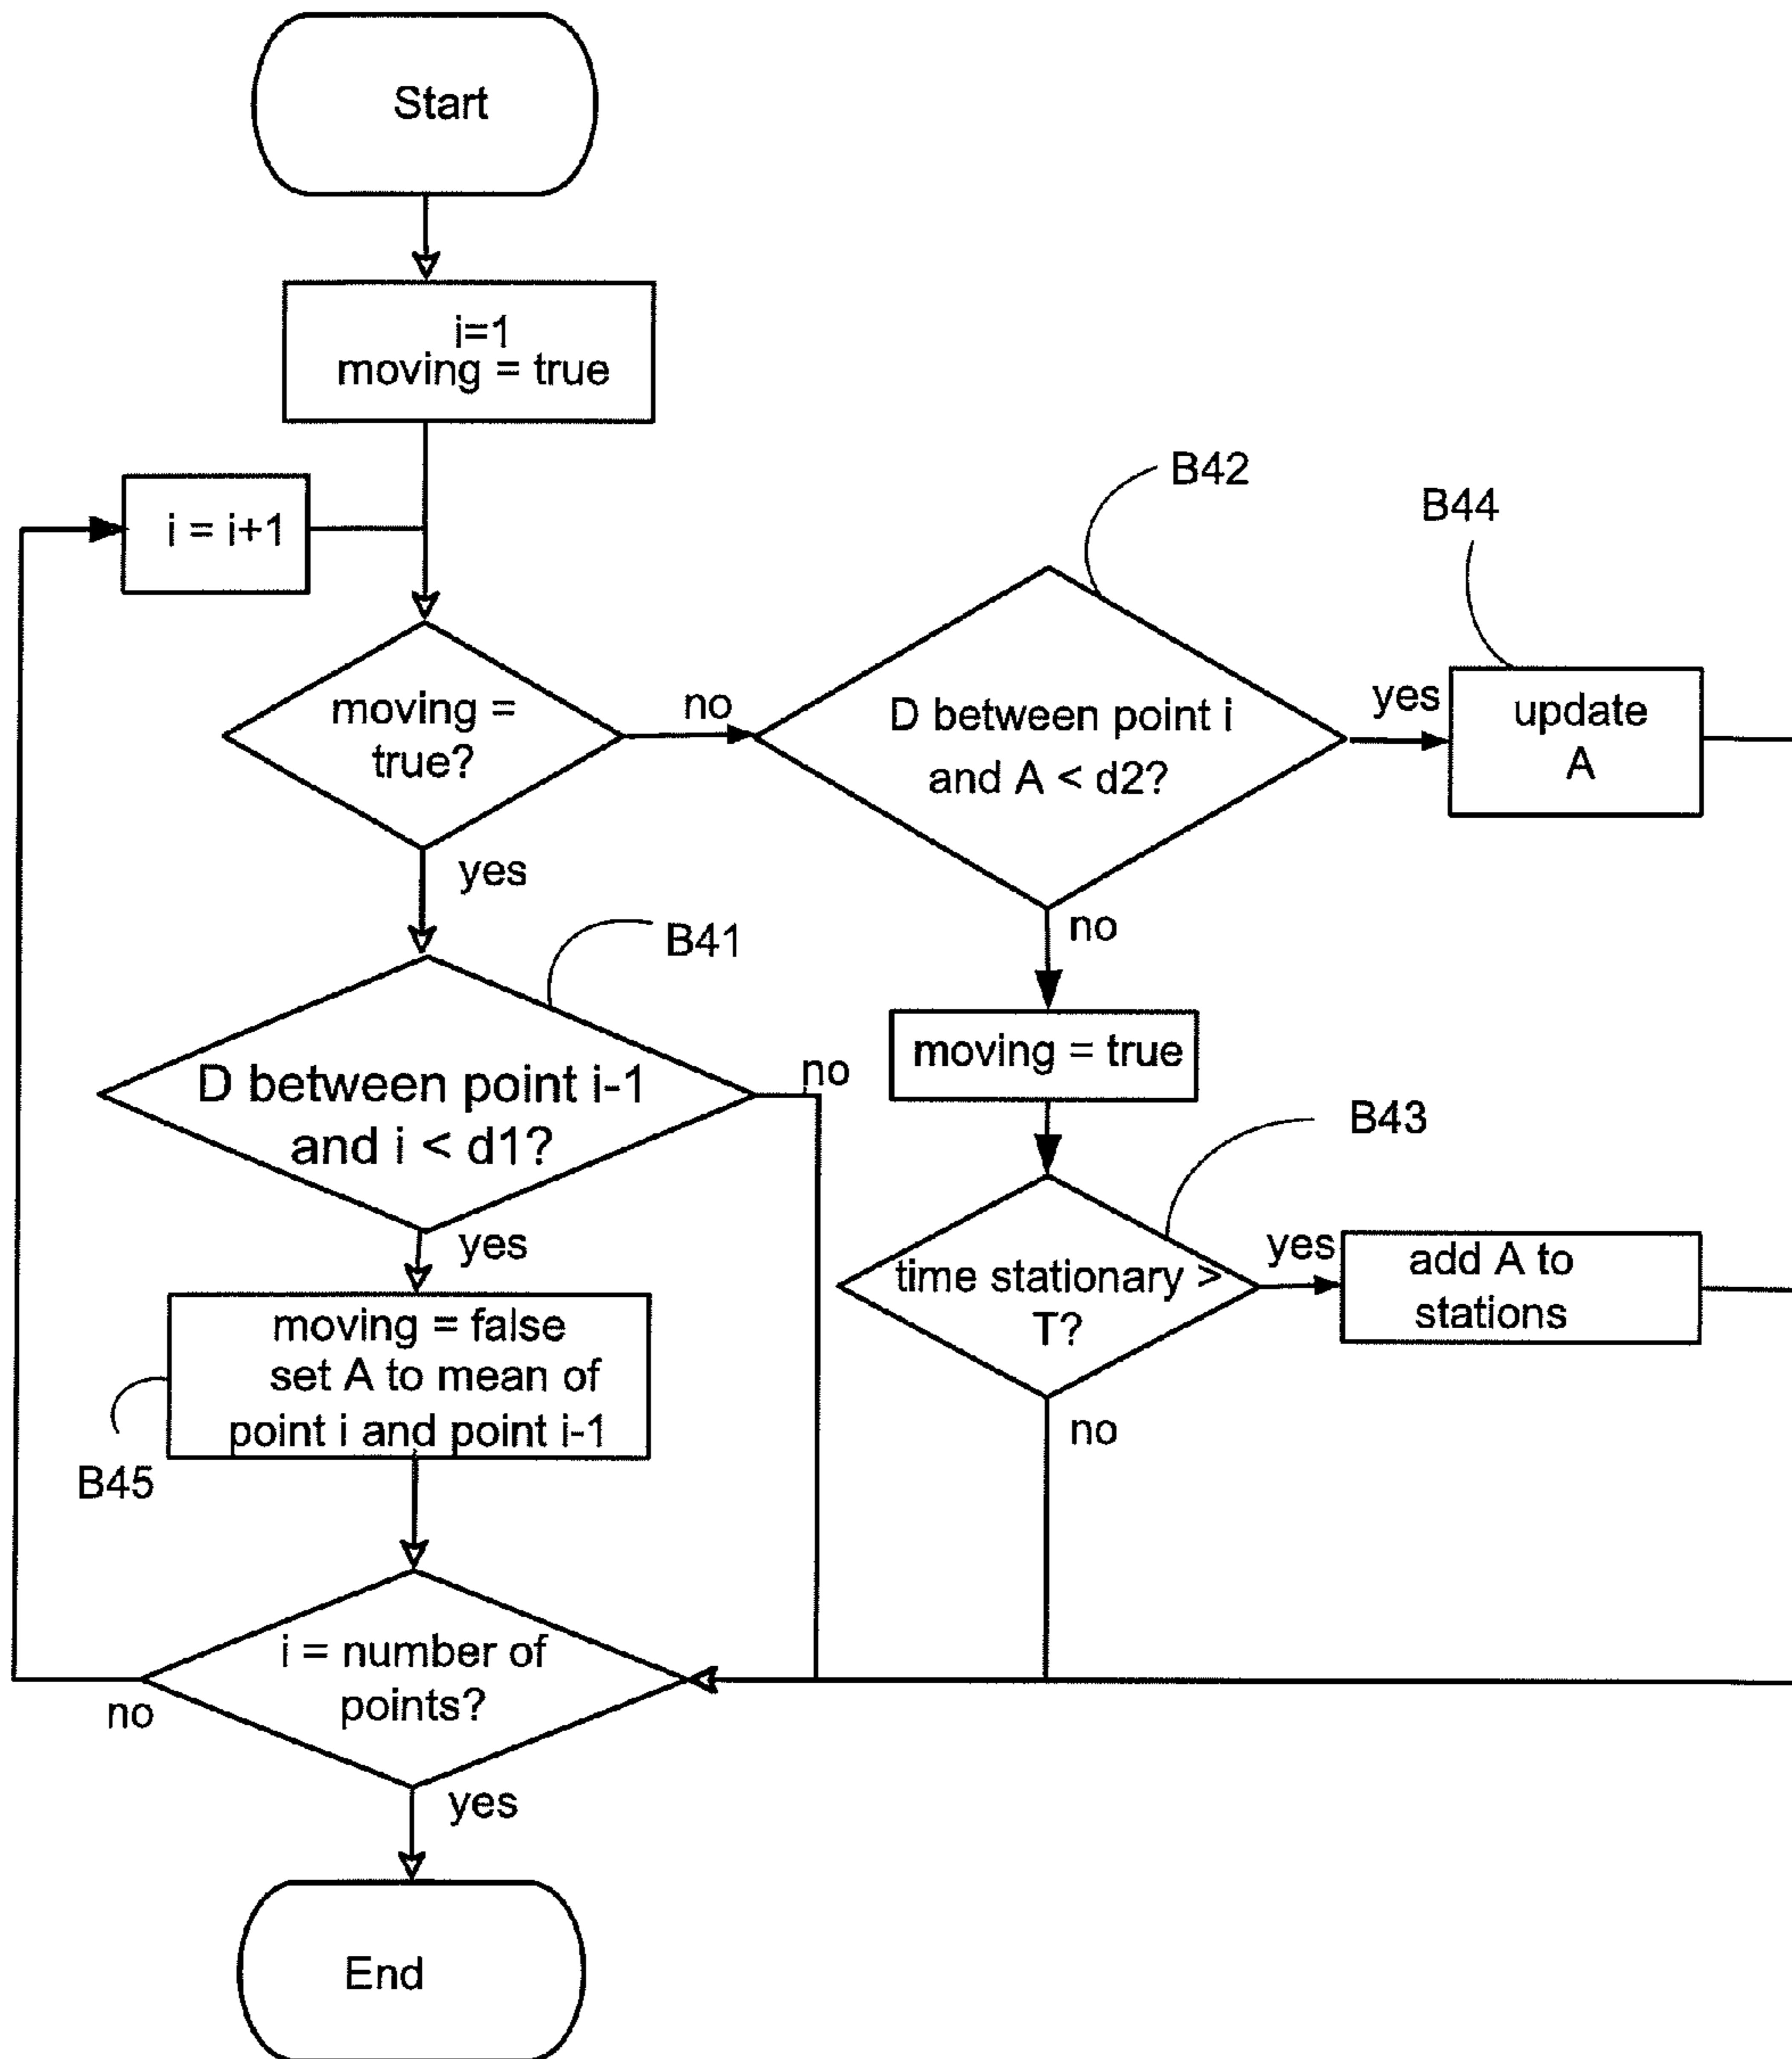 Start
i=1
moving = true
i = i+1
B42
B44
moving =
true?
no
D between point i
and A < d2?
yes
update
A
yes
no
B41
D between point i-1
and i < d1?
no
moving = true
B43
yes
time stationary >
T?
yes
add A to
stations
moving = false
set A to mean of
point i and point i-1
no
B45
i = number of
points?
no
yes
End